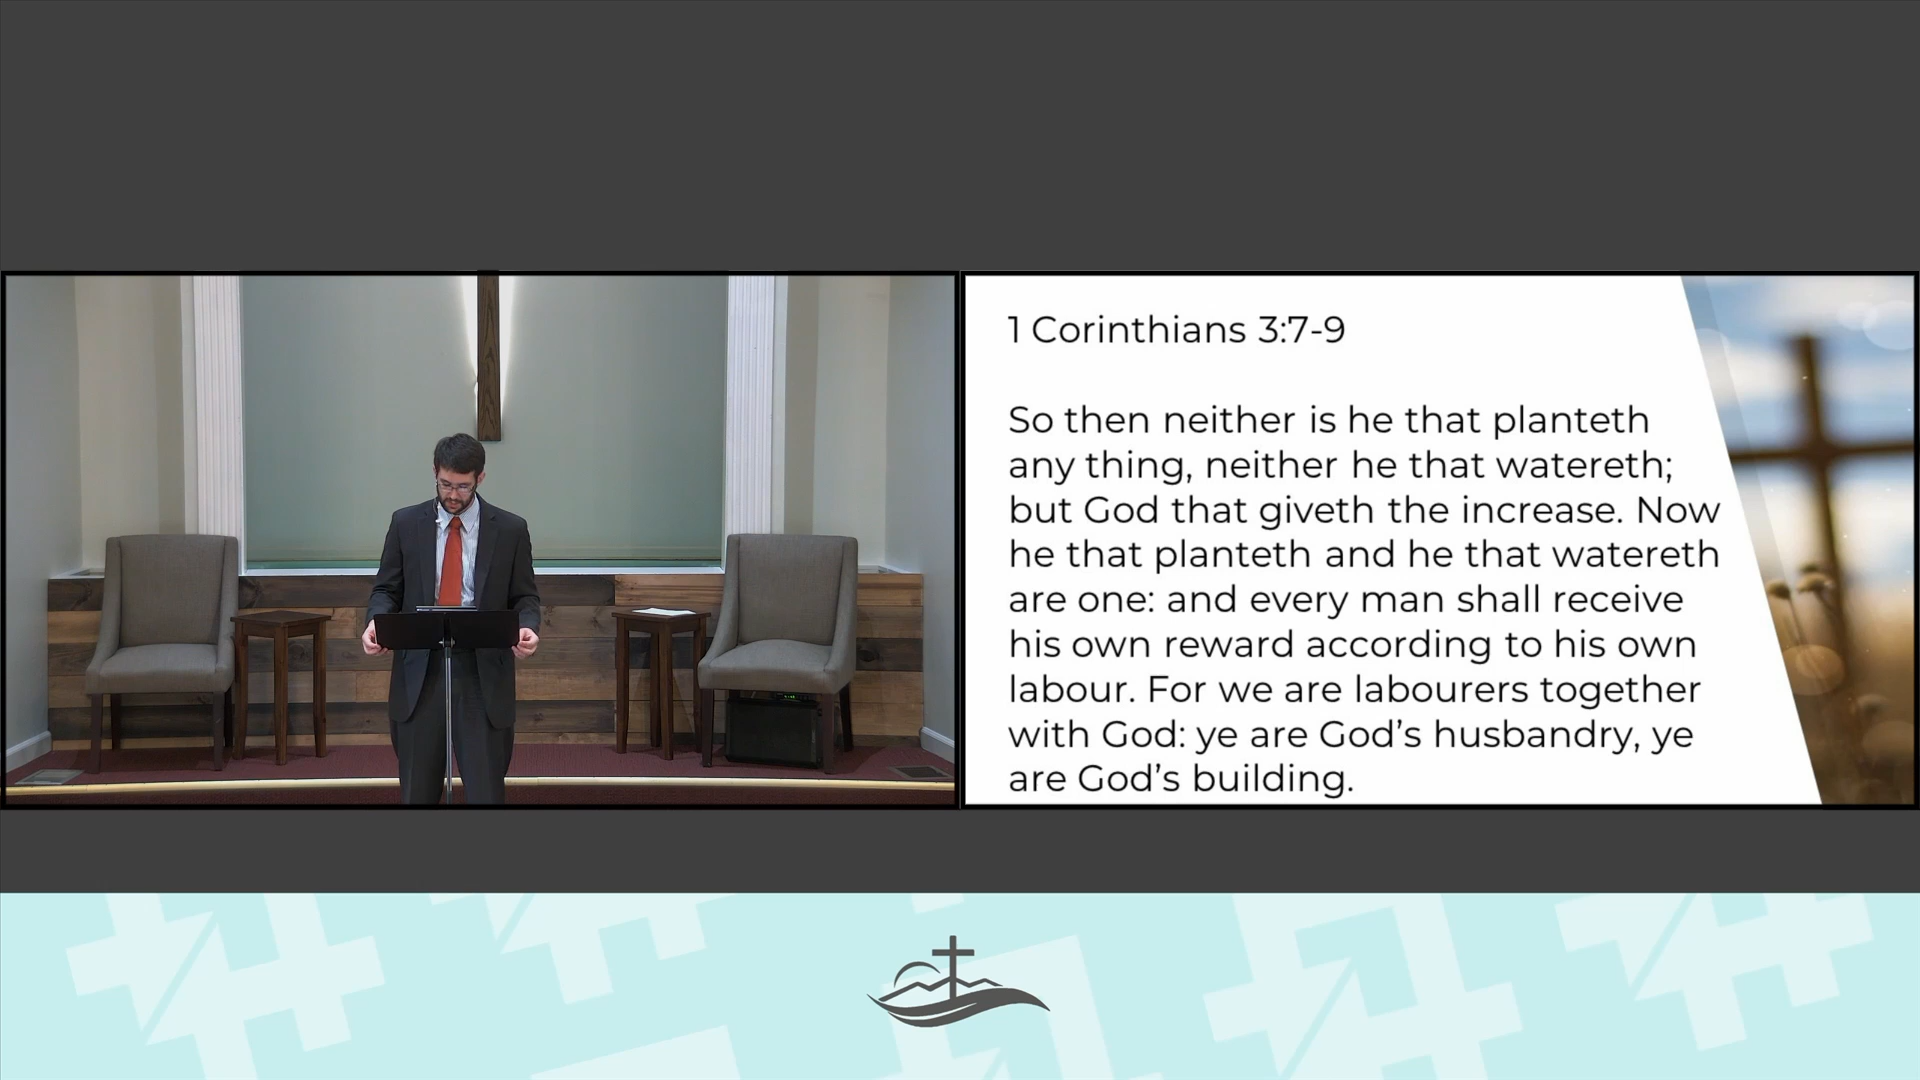 1 Corinthians 3:7-9
So then neither is he that planteth
any thing, neither he that watereth;
but God that giveth the increase. Now
he that planteth and he that watereth
are one: and every man shall receive
his own reward according to his own
labour. For we are labourers together
with God: ye are God’s husbandry, ye
are God’s building.